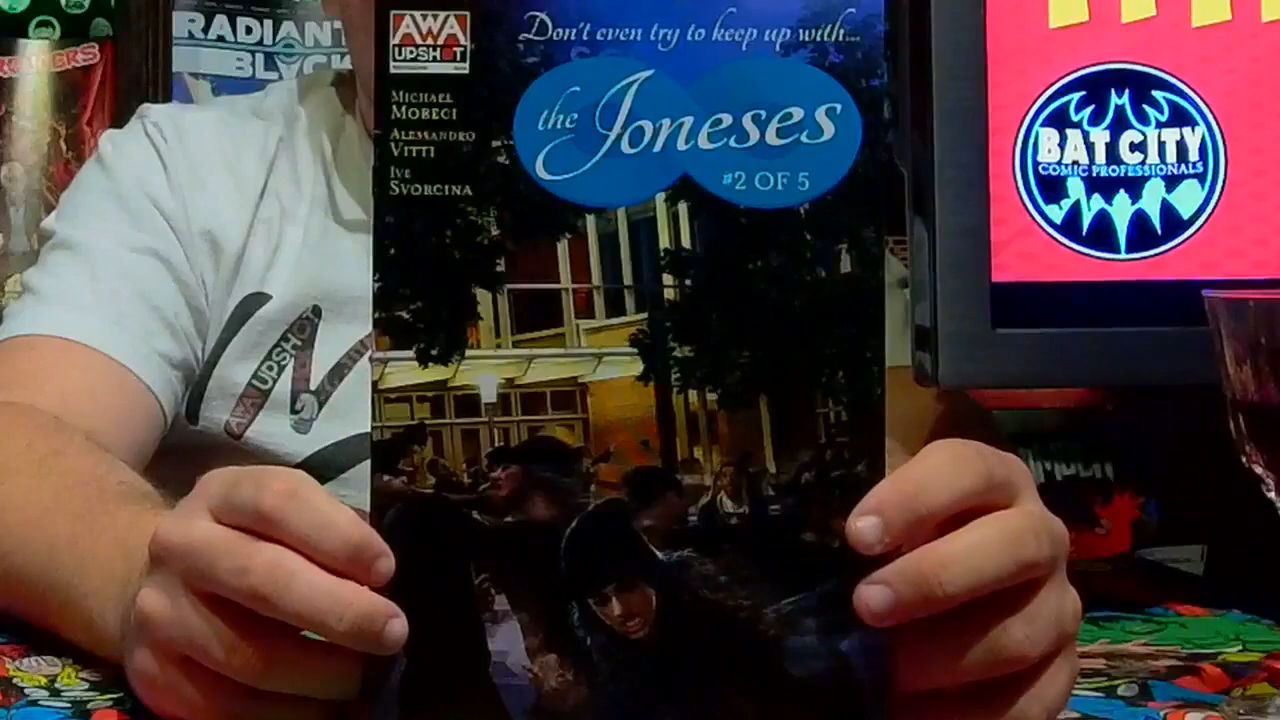 RADIANT
BLACK
AWA
UPSHOT
Don't even try to keep up with...
the Joneses
#2 OF 5
MICHAEL
MORECI
ALESSANDRO
VITTI
IVE
SVORCINA
AWA UPSHOT
BAT CITY
COMIC PROFESSIONALS